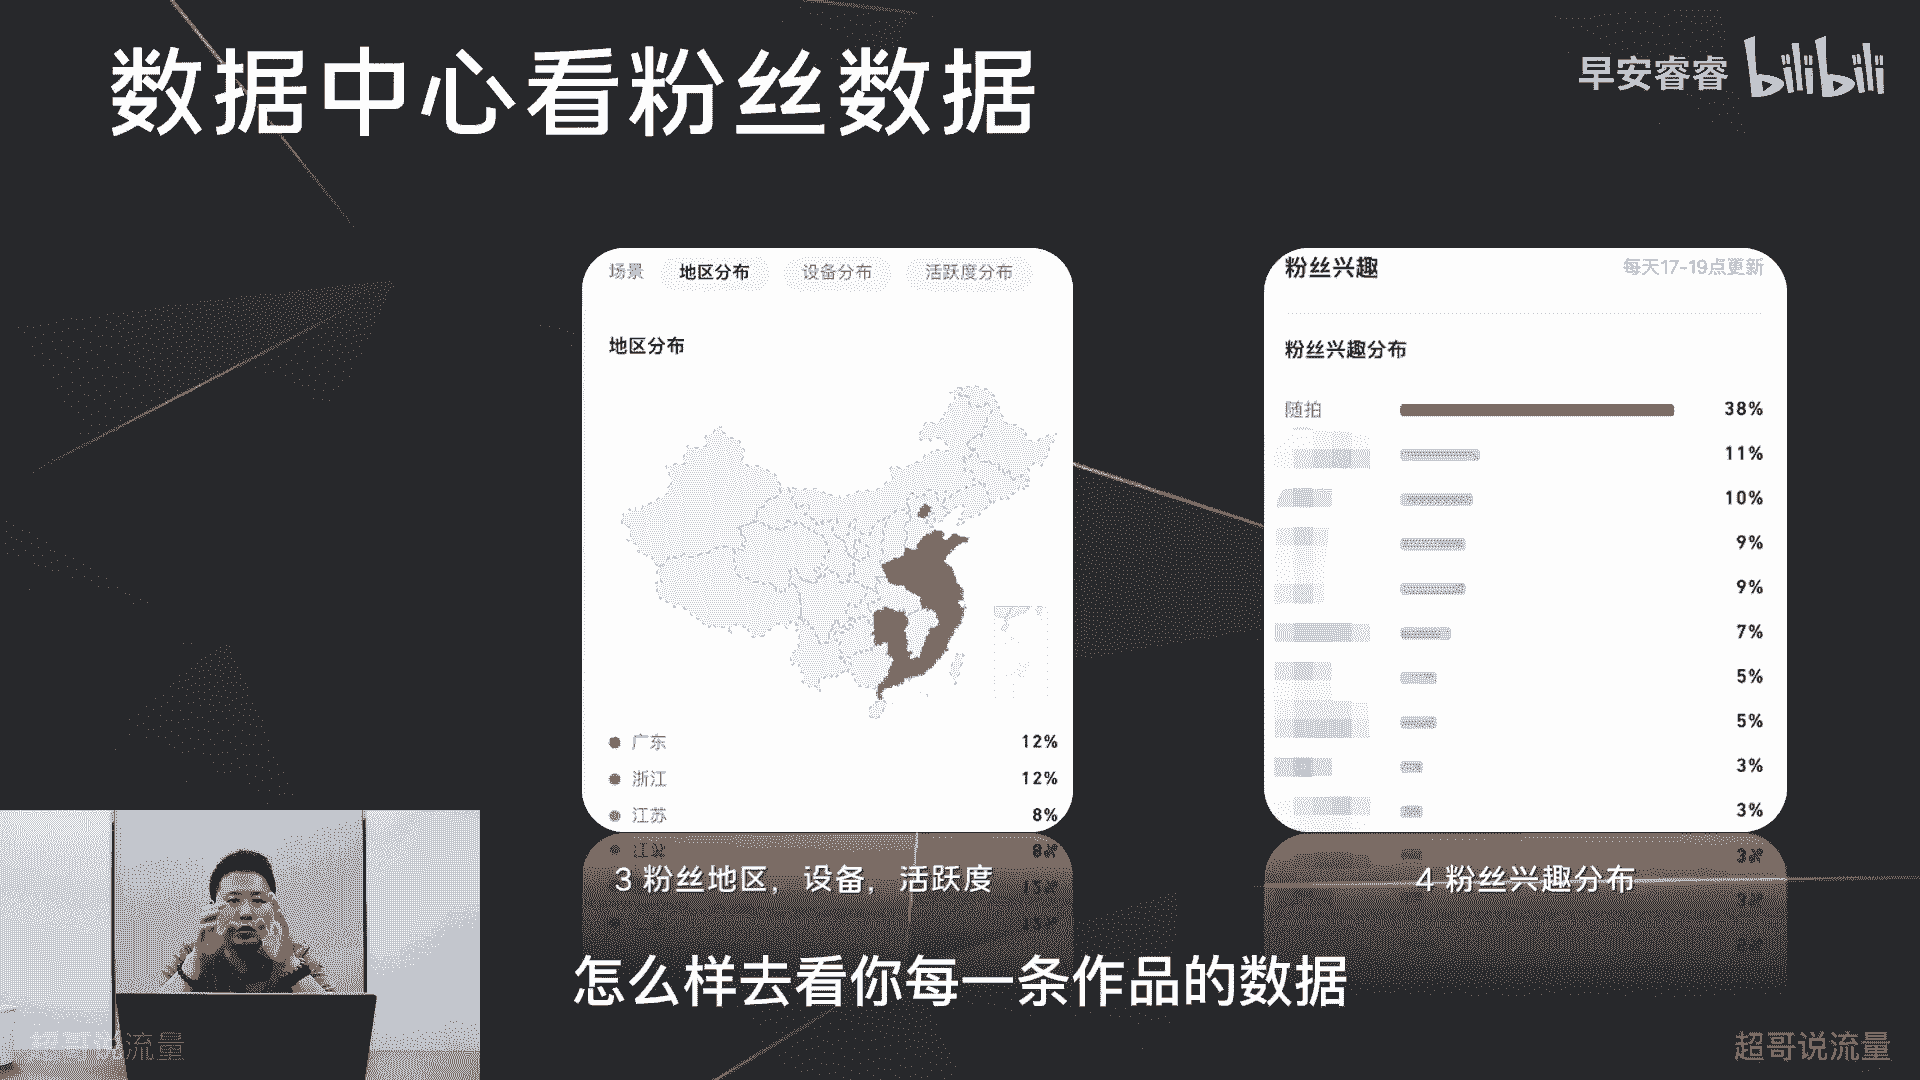 数据中心看粉丝数据
早安睿睿 bilibili
场景 地区分布 设备分布 活跃度分布
地区分布
广东 12%
浙江 12%
江苏 8%
3 粉丝地区，设备，活跃度
粉丝兴趣 每天17-19点更新
粉丝兴趣分布
随拍 38%
11%
10%
9%
9%
7%
5%
5%
3%
3%
4 粉丝兴趣分布
怎么样去看你每一条作品的数据
超哥说流量
超哥说流量